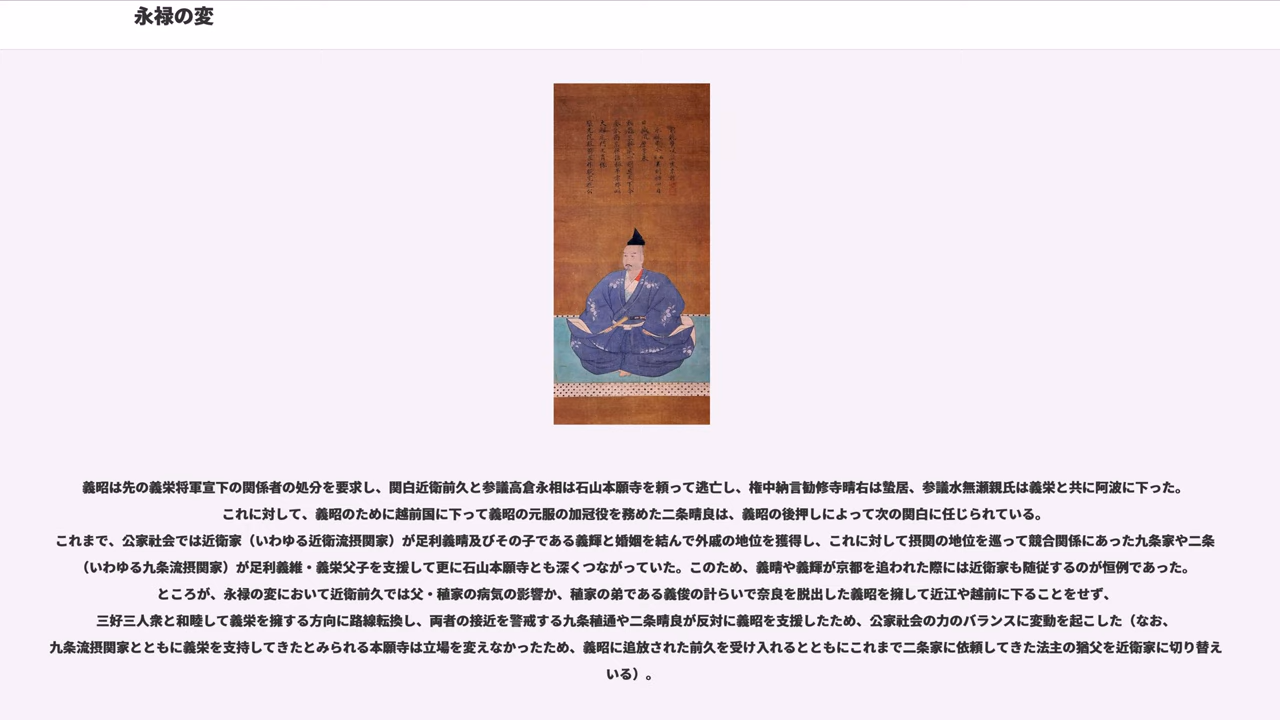 永禄の変
義昭は先の義栄将軍宣下の関係者の処分を要求し、関白近衛前久と参議高倉永相は石山本願寺を頼って逃亡し、権中納言勧修寺晴右は蟄居、参議水無瀬親氏は義栄と共に阿波に下った。
これに対して、義昭のために越前国に下って義昭の元服の加冠役を務めた二条晴良は、義昭の後押しによって次の関白に任じられている。
これまで、公家社会では近衛家（いわゆる近衛流摂関家）が足利義晴及びその子である義輝と婚姻を結んで外戚の地位を獲得し、これに対して摂関の地位を巡って競合関係にあった九条家や二条
（いわゆる九条流摂関家）が足利義維・義栄父子を支援して更に石山本願寺とも深くつながっていた。このため、義晴や義輝が京都を追われた際には近衛家も随従するのが恒例であった。
ところが、永禄の変において近衛前久では父・稙家の病気の影響か、稙家の弟である義俊の計らいで奈良を脱出した義昭を擁して近江や越前に下ることをせず、
三好三人衆と和睦して義栄を擁する方向に路線転換し、両者の接近を警戒する九条稙通や二条晴良が反対に義昭を支援したため、公家社会の力のバランスに変動を起こした（なお、
九条流摂関家とともに義栄を支持してきたとみられる本願寺は立場を変えなかったため、義昭に追放された前久を受け入れるとともにこれまで二条家に依頼してきた法主の猶父を近衛家に切り替え
いる）。